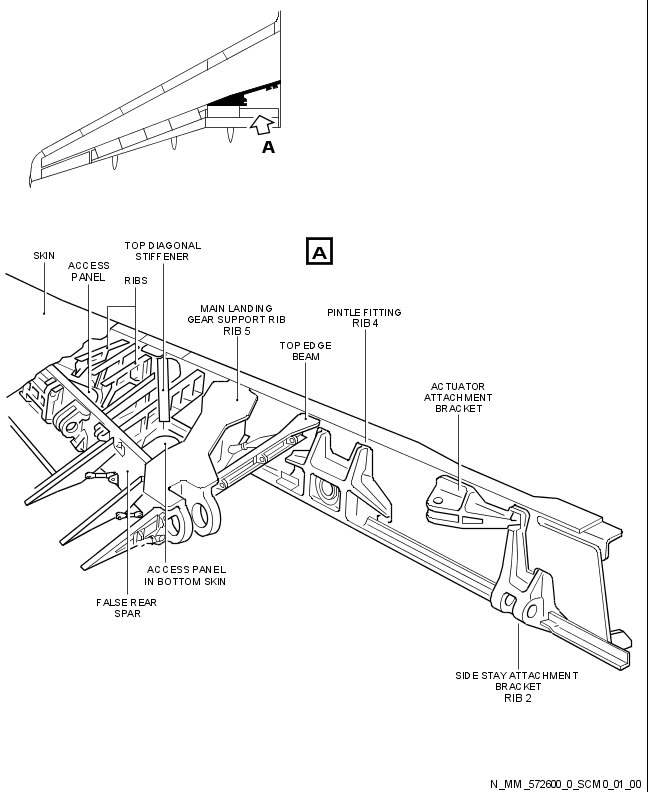 A
A
SKIN
ACCESS
PANEL
TOP DIAGONAL
STIFFENER
RIBS
MAIN LANDING
GEAR SUPPORT RIB
RIB 5
TOP EDGE
BEAM
PINTLE FITTING
RIB 4
ACTUATOR
ATTACHMENT
BRACKET
ACCESS PANEL
IN BOTTOM SKIN
FALSE REAR
SPAR
SIDE STAY ATTACHMENT
BRACKET
RIB 2
N_MM_572600_0_SCM0_01_00